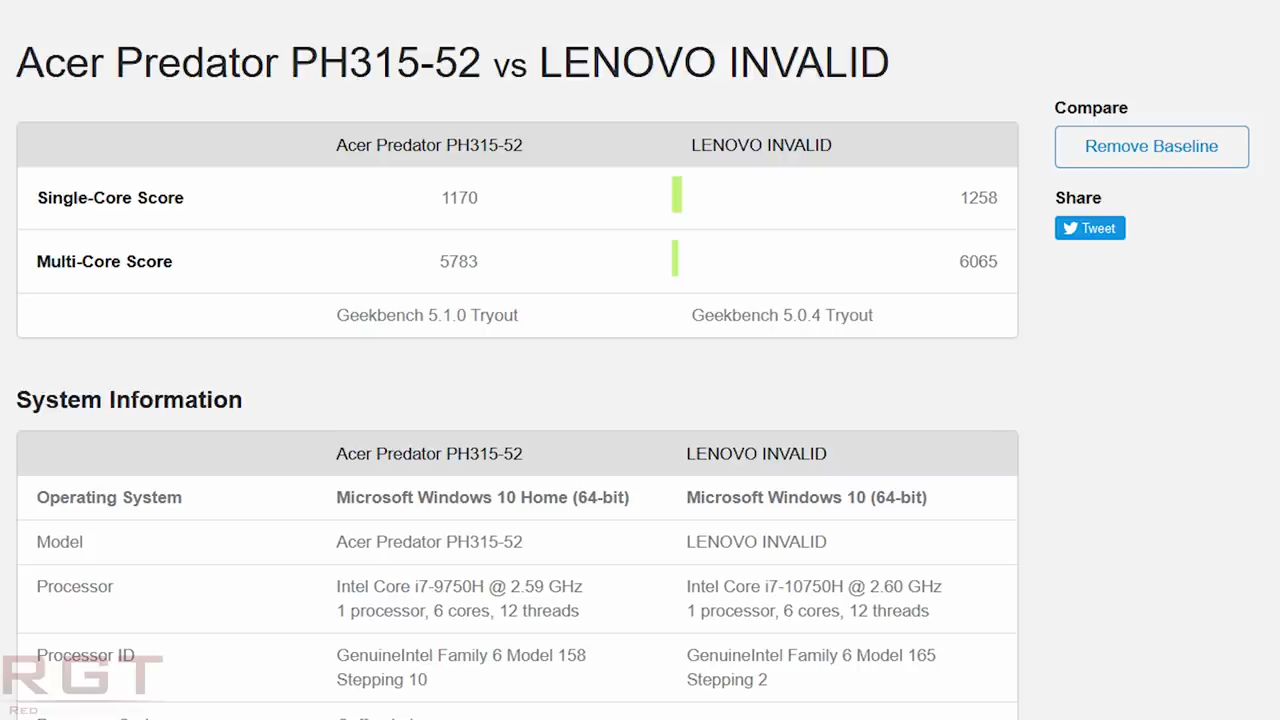 Acer Predator PH315-52 vs LENOVO INVALID
Compare
Acer Predator PH315-52 LENOVO INVALID
Remove Baseline
Single-Core Score 1170 1258
Share
Tweet
Multi-Core Score 5783 6065
Geekbench 5.1.0 Tryout Geekbench 5.0.4 Tryout
System Information
Acer Predator PH315-52 LENOVO INVALID
Operating System Microsoft Windows 10 Home (64-bit) Microsoft Windows 10 (64-bit)
Model Acer Predator PH315-52 LENOVO INVALID
Processor Intel Core i7-9750H @ 2.59 GHz Intel Core i7-10750H @ 2.60 GHz
1 processor, 6 cores, 12 threads 1 processor, 6 cores, 12 threads
Processor ID GenuineIntel Family 6 Model 158 GenuineIntel Family 6 Model 165
Stepping 10 Stepping 2
RGT
RED